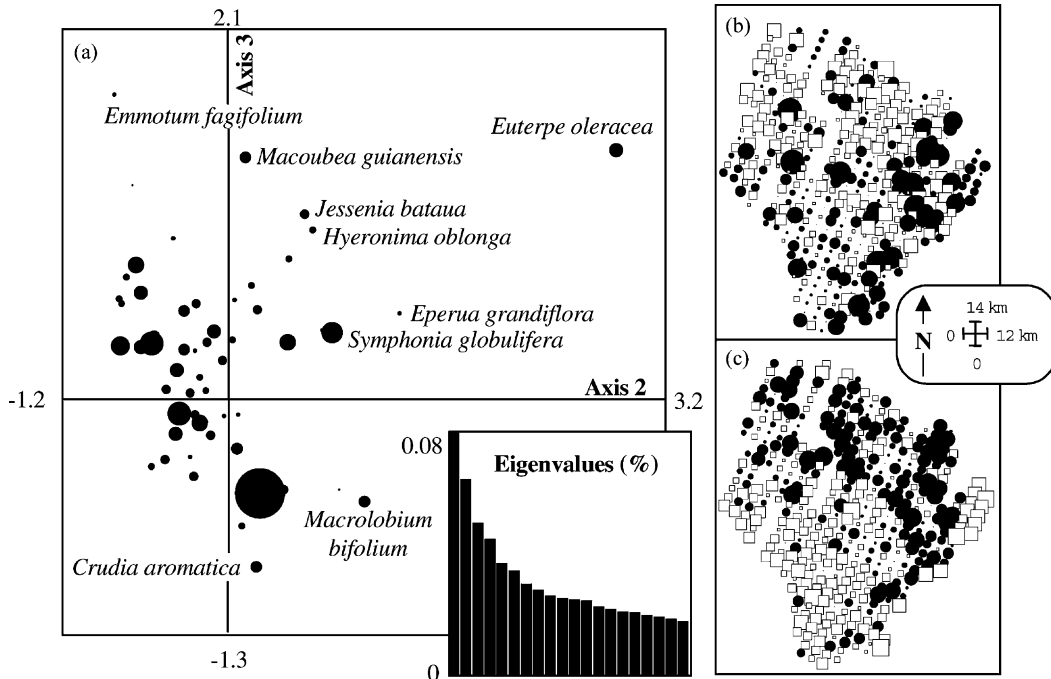 2.1
(a)
Axis 3
Emmotum fagifolium
Macoubea guianensis
Euterpe oleracea
Jessenia bataua
Hyeronima oblonga
Eperua grandiflora
Symphonia globulifera
Axis 2
-1.2
3.2
Macrolobium
bifolium
Crudia aromatica
-1.3
0.08
Eigenvalues (%)
0
(b)
14 km
N
0
12 km
0
(c)